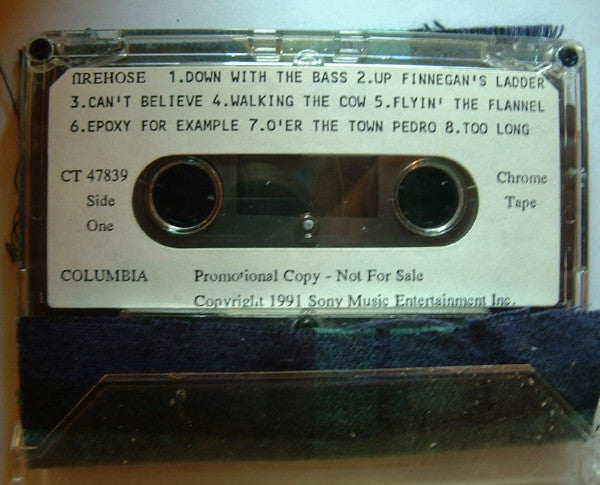 fIREHOSE 1.DOWN WITH THE BASS 2.UP FINNEGAN'S LADDER
3.CAN'T BELIEVE 4.WALKING THE COW 5.FLYIN' THE FLANNEL
6.EPOXY FOR EXAMPLE 7.O'ER THE TOWN PEDRO 8.TOO LONG
CT 47839
Side
One
Chrome
Tape
COLUMBIA Promotional Copy - Not For Sale
Copyright 1991 Sony Music Entertainment Inc.